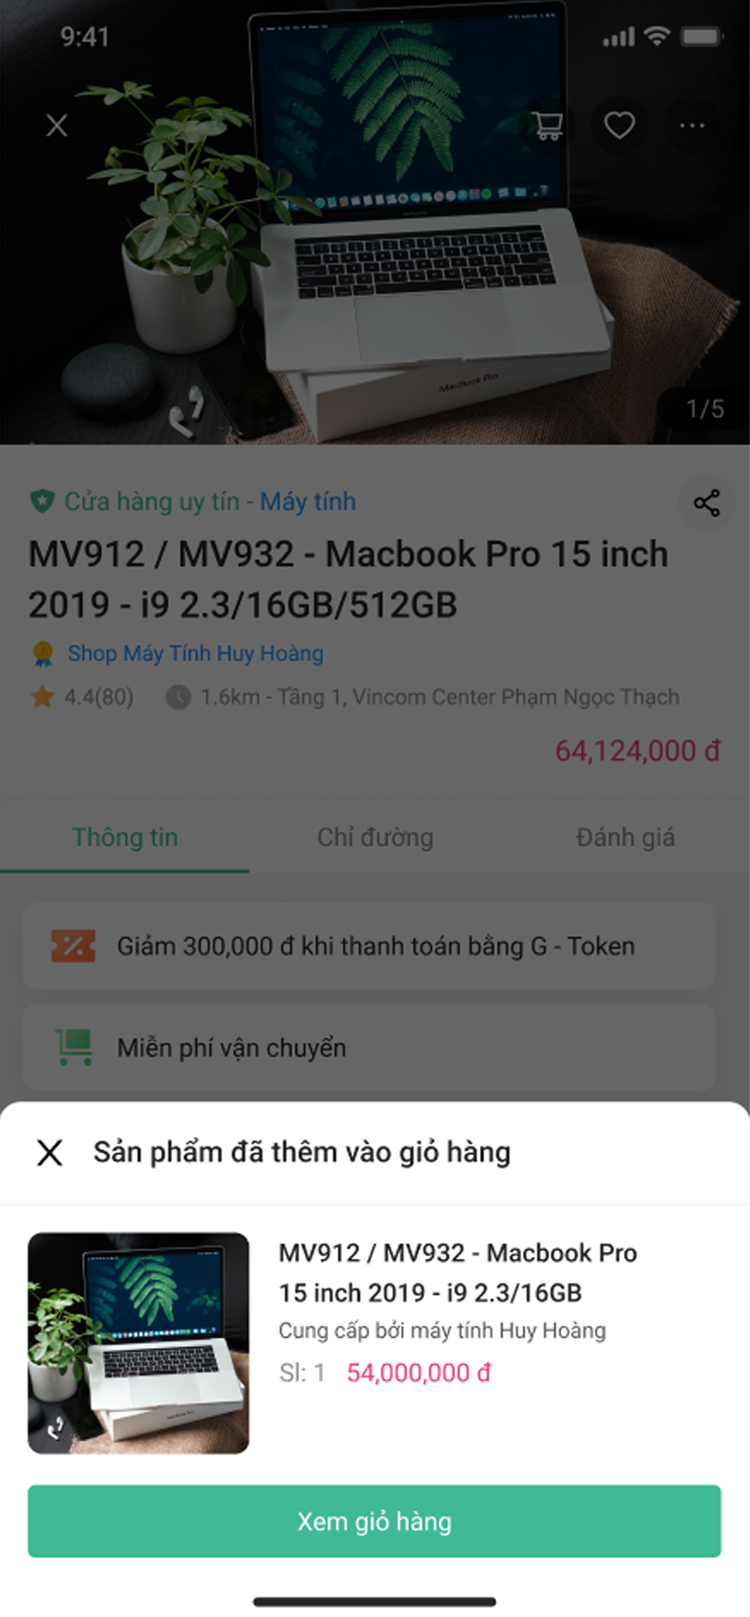 9:41
1/5
MacBook Pro
Cửa hàng uy tín - Máy tính
MV912 / MV932 - Macbook Pro 15 inch
2019 - i9 2.3/16GB/512GB
Shop Máy Tính Huy Hoàng
4.4(80) 1.6km - Tầng 1, Vincom Center Phạm Ngọc Thạch
64,124,000 đ
Thông tin Chỉ đường Đánh giá
Giảm 300,000 đ khi thanh toán bằng G - Token
Miễn phí vận chuyển
Sản phẩm đã thêm vào giỏ hàng
MV912 / MV932 - Macbook Pro
15 inch 2019 - i9 2.3/16GB
Cung cấp bởi máy tính Huy Hoàng
Sl: 1 54,000,000 đ
Xem giỏ hàng